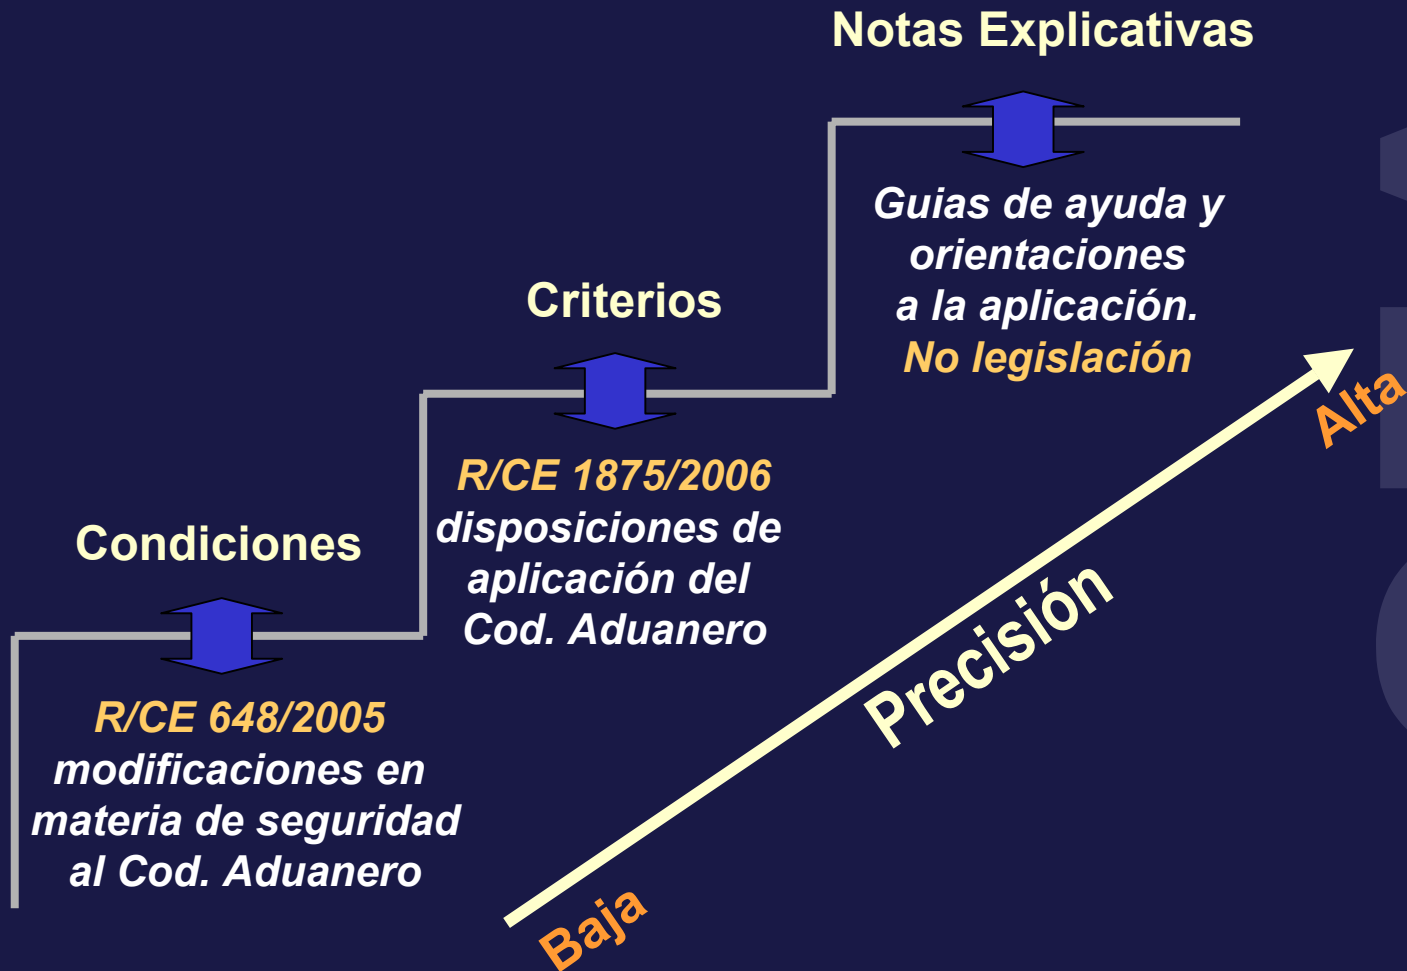 Notas Explicativas
Guias de ayuda y
orientaciones
a la aplicación.
No legislación
Criterios
R/CE 1875/2006
disposiciones de
aplicación del
Cod. Aduanero
Condiciones
R/CE 648/2005
modificaciones en
materia de seguridad
al Cod. Aduanero
Baja
Precisión
Alta